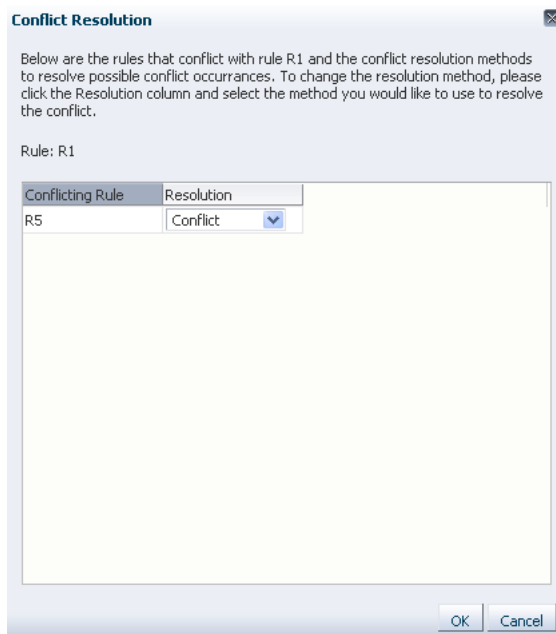 Conflict Resolution
Below are the rules that conflict with rule R1 and the conflict resolution methods
to resolve possible conflict occurrances. To change the resolution method, please
click the Resolution column and select the method you would like to use to resolve
the conflict.
Rule: R1
Conflicting Rule Resolution
R5 Conflict
OK Cancel